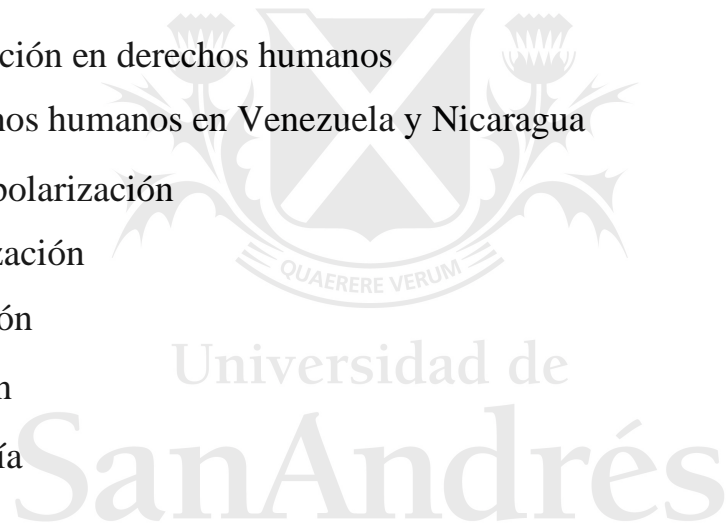 ción en derechos humanos
nos humanos en Venezuela y Nicaragua
polarización
zación
ón
n
ía
QUAERERE VERUM
Universidad de
SanAndrés